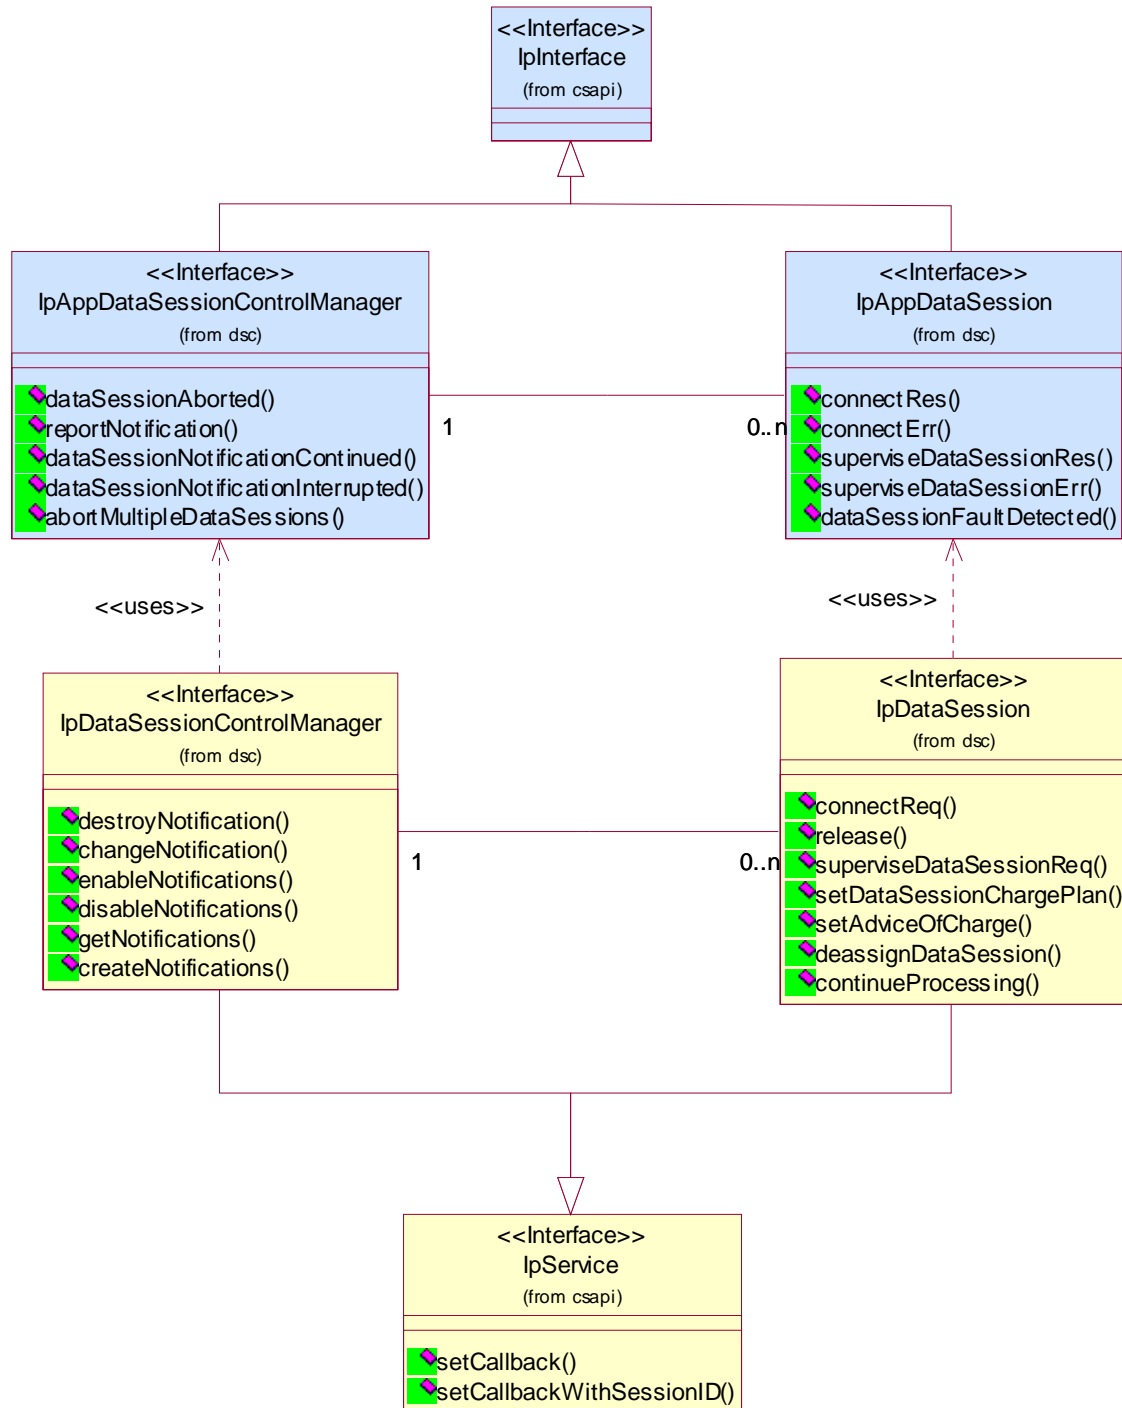 <<Interface>>
IpInterface
(from csapi)
<<Interface>>
IpAppDataSessionControlManager
(from dsc)
dataSessionAborted()
reportNotification()
dataSessionNotificationContinued()
dataSessionNotificationInterrupted()
abortMultipleDataSessions()
<<Interface>>
IpAppDataSession
(from dsc)
connectRes()
connectErr()
superviseDataSessionRes()
superviseDataSessionErr()
dataSessionFaultDetected()
1
0..n
<<uses>>
<<uses>>
<<Interface>>
IpDataSessionControlManager
(from dsc)
destroyNotification()
changeNotification()
enableNotifications()
disableNotifications()
getNotifications()
createNotifications()
<<Interface>>
IpDataSession
(from dsc)
connectReq()
release()
superviseDataSessionReq()
setDataSessionChargePlan()
setAdviceOfCharge()
deassignDataSession()
continueProcessing()
1
0..n
<<Interface>>
IpService
(from csapi)
setCallback()
setCallbackWithSessionID()